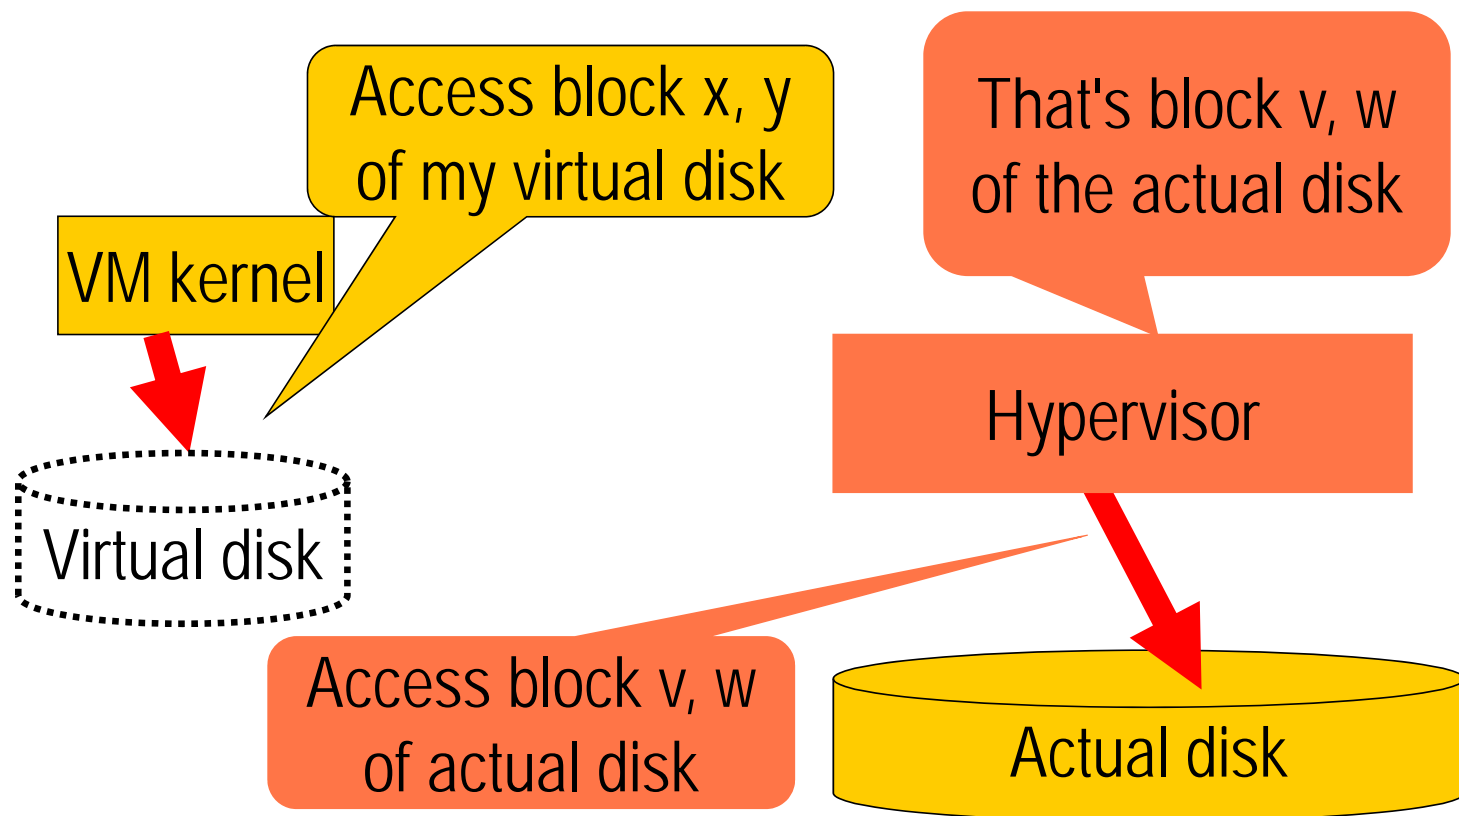 Access block x, y
of my virtual disk
That's block v, w
of the actual disk
VM kernel
Hypervisor
Virtual disk
Access block v, w
of actual disk
Actual disk